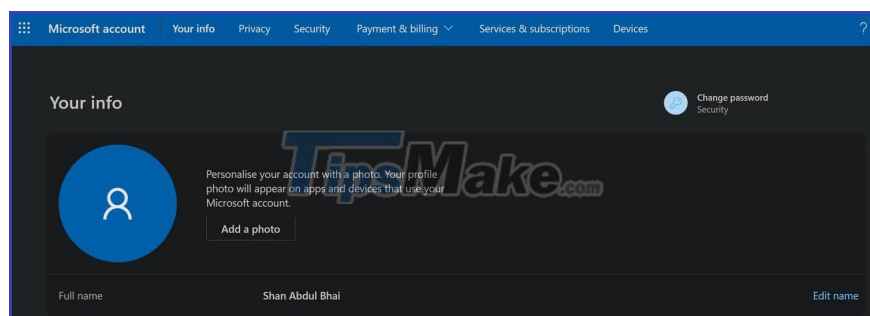 Microsoft account Your info Privacy Security Payment & billing Services & subscriptions Devices ?
Your info
Change password
Security
Personalise your account with a photo. Your profile
photo will appear on apps and devices that use your
Microsoft account.
TipsMake.com
Add a photo
Full name Shan Abdul Bhai Edit name